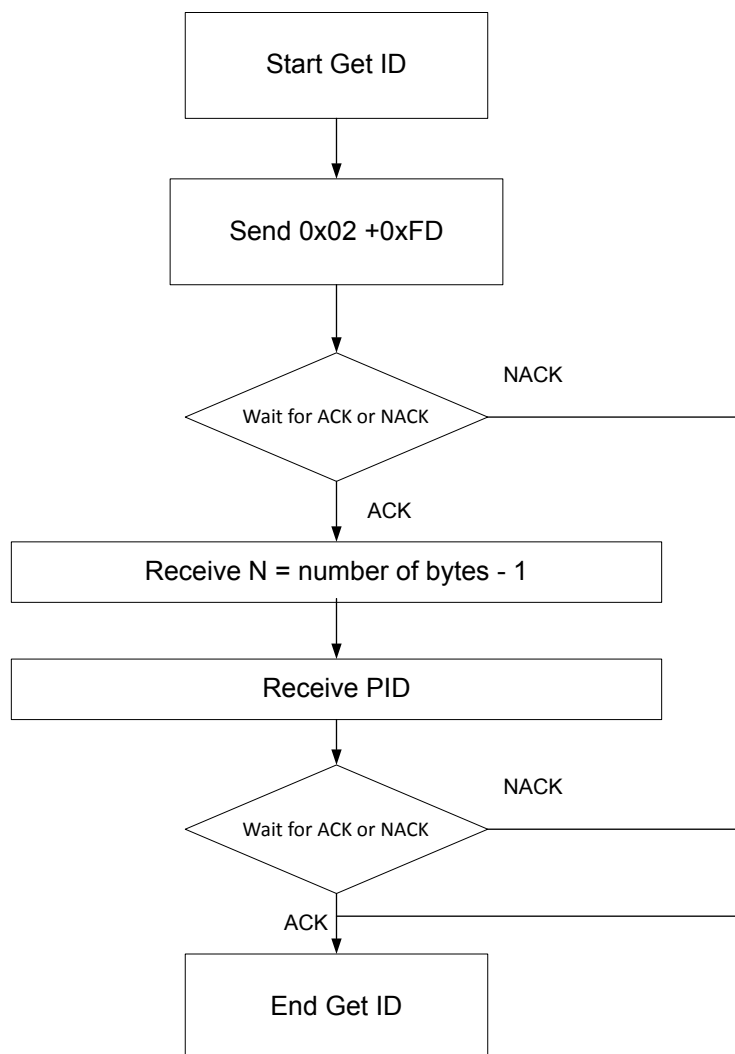 Start Get ID
Send 0x02 +0xFD
NACK
Wait for ACK or NACK
ACK
Receive N = number of bytes - 1
Receive PID
NACK
Wait for ACK or NACK
ACK
End Get ID